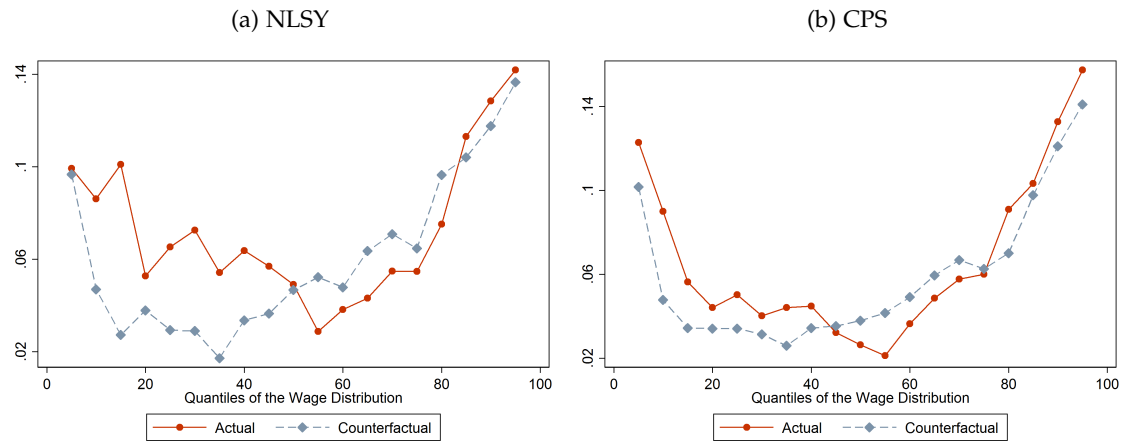 (a) NLSY
.14
.1
.06
.02
0 20 40 60 80 100
Quantiles of the Wage Distribution
Actual Counterfactual
(b) CPS
.14
.1
.06
.02
0 20 40 60 80 100
Quantiles of the Wage Distribution
Actual Counterfactual